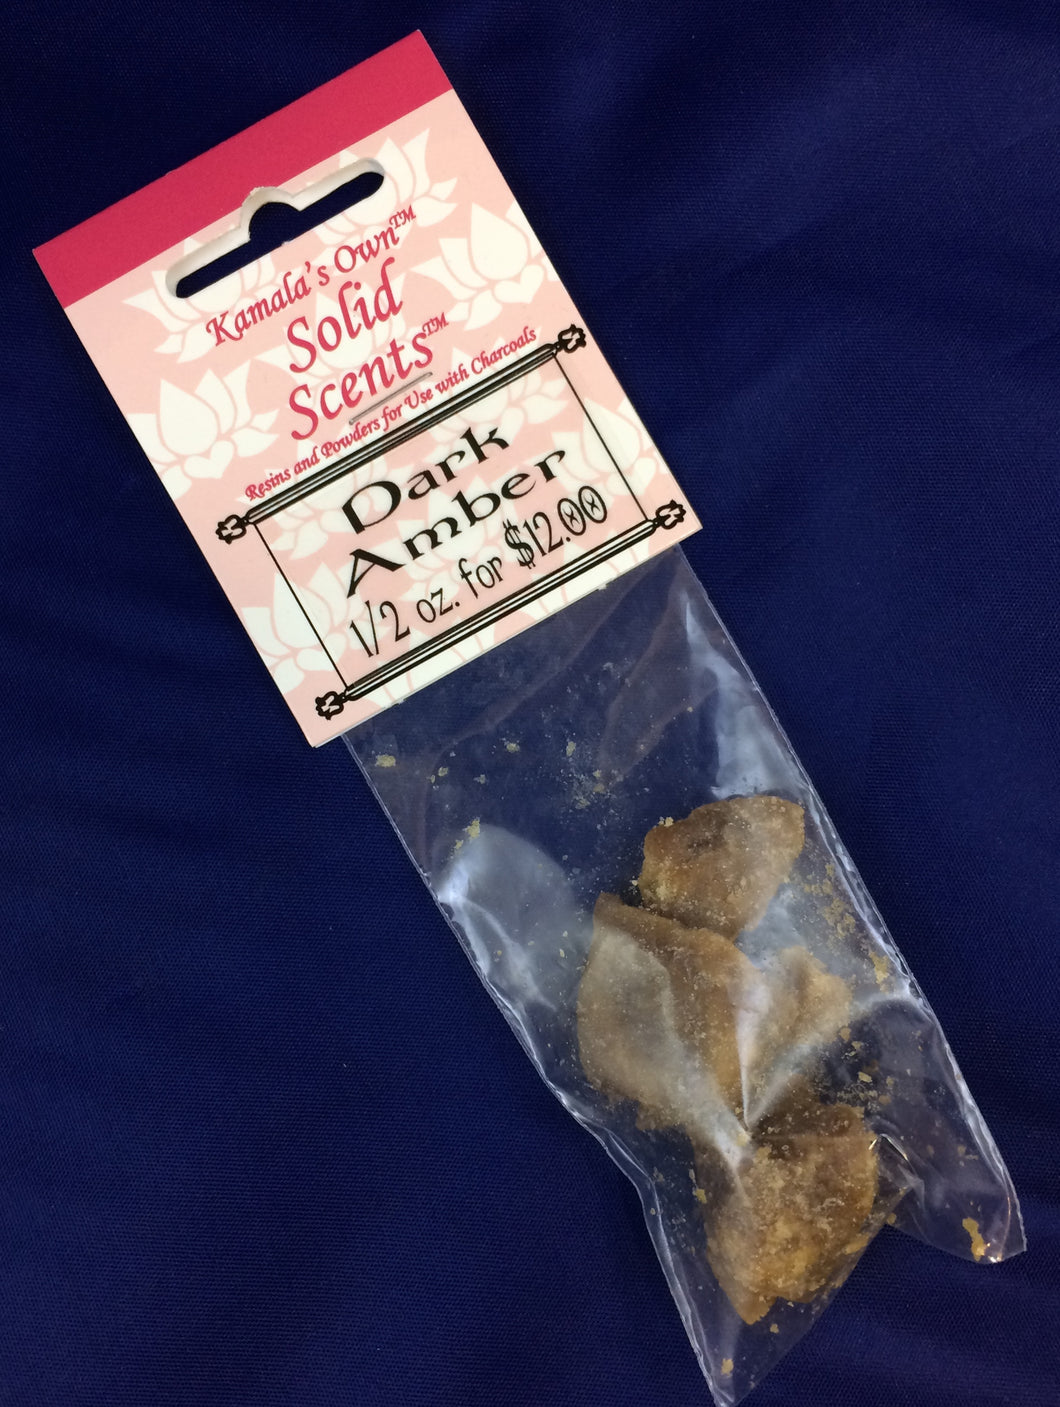 Kamala's Own™
Solid
Scents™
Resins and Powders for Use with Charcoals
Dark
Amber
1/2 oz. for $12.00